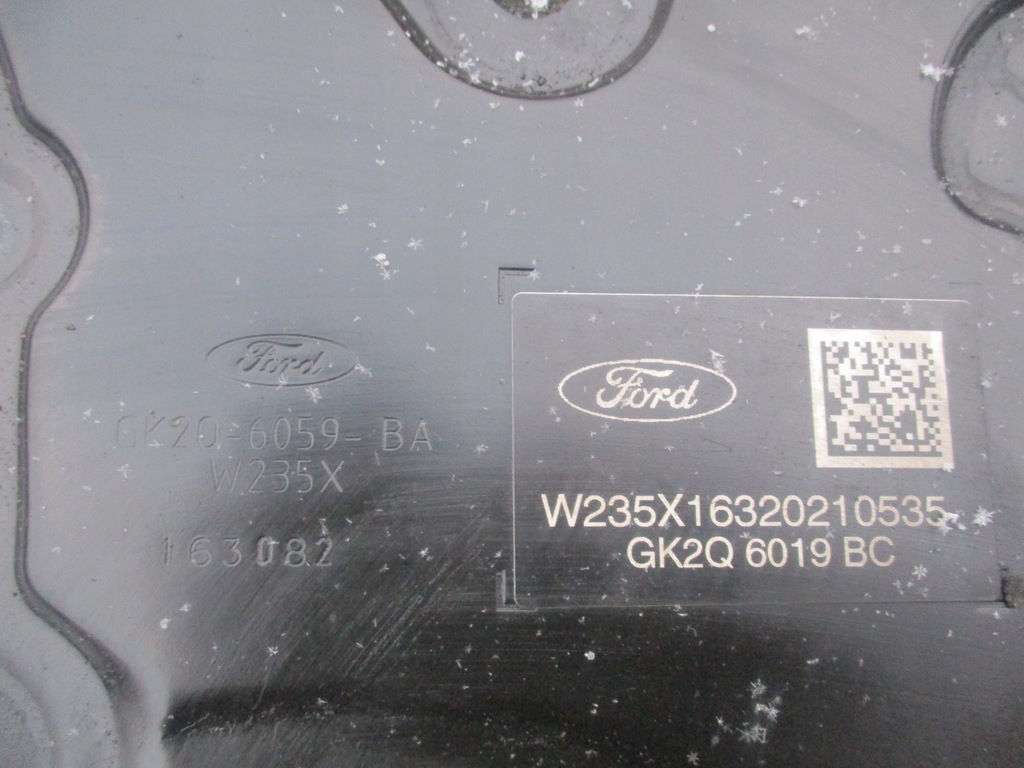 Ford
GK2Q-6059-BA
W235X
163082
Ford
W235X16320210535
GK2Q 6019 BC